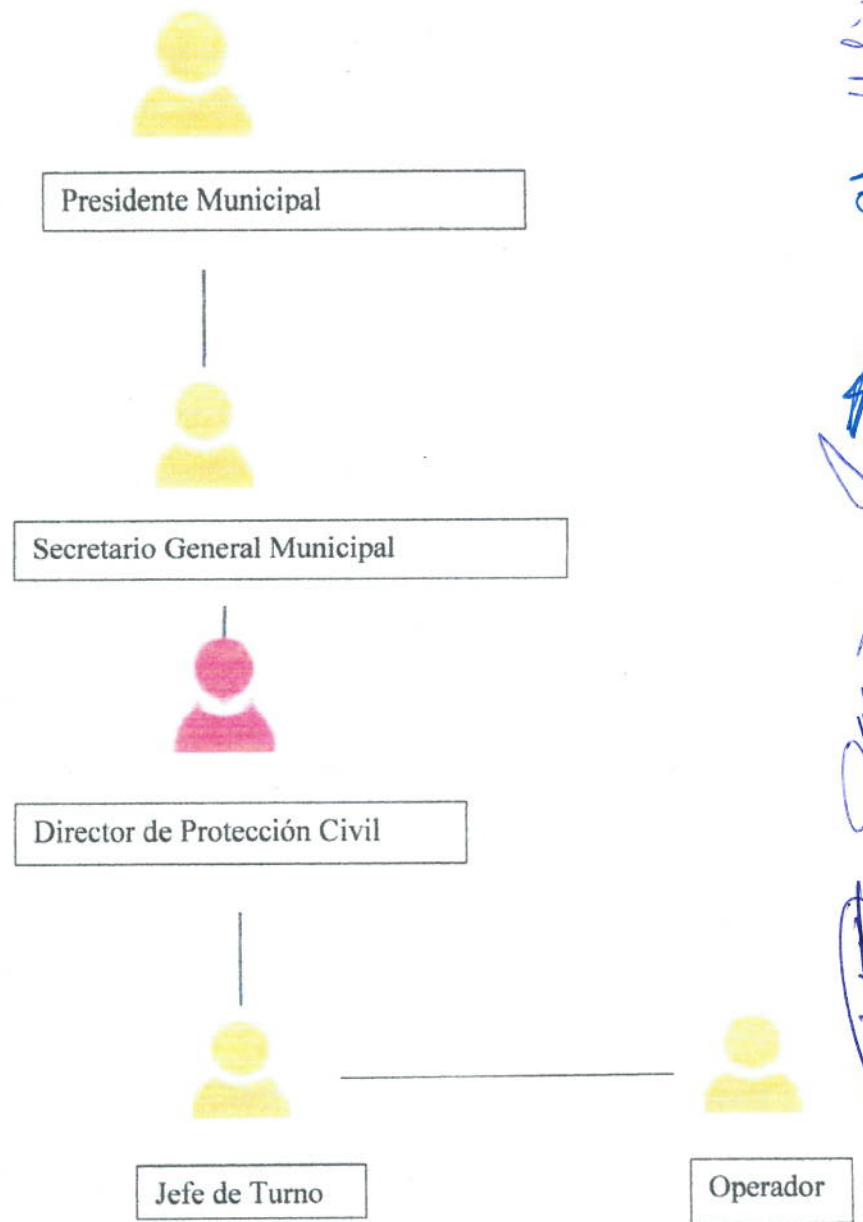 Presidente Municipal
Secretario General Municipal
Director de Protección Civil
Jefe de Turno
Operador